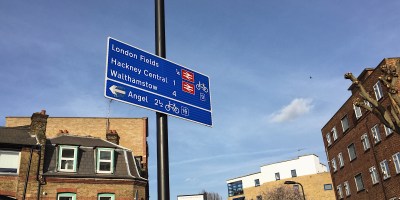 London Fields ½
Hackney Central 1
Walthamstow 4
Angel 2½